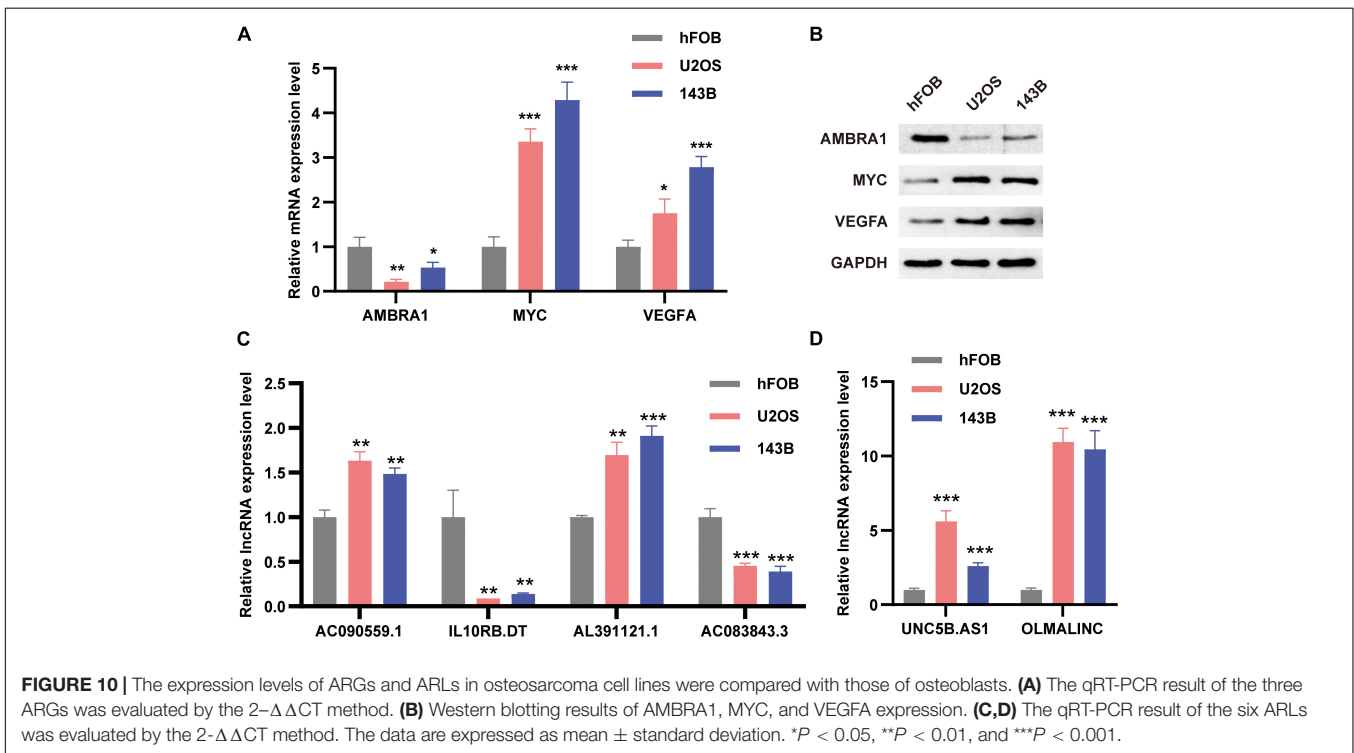 A
hFOB
U2OS
143B
Relative mRNA expression level
5
4
3
2
1
0
** *
*** ***
* ***
AMBRA1 MYC VEGFA
B
hFOB U2OS 143B
AMBRA1
MYC
VEGFA
GAPDH
C
hFOB
U2OS
143B
Relative lncRNA expression level
2.5
2.0
1.5
1.0
0.5
0.0
** **
** **
** ***
*** ***
AC090559.1 IL10RB.DT AL391121.1 AC083843.3
D
hFOB
U2OS
143B
Relative lncRNA expression level
15
10
5
0
*** ***
*** ***
UNC5B.AS1 OLMALINC
FIGURE 10 | The expression levels of ARGs and ARLs in osteosarcoma cell lines were compared with those of osteoblasts. (A) The qRT-PCR result of the three
ARGs was evaluated by the 2–ΔΔCT method. (B) Western blotting results of AMBRA1, MYC, and VEGFA expression. (C,D) The qRT-PCR result of the six ARLs
was evaluated by the 2-ΔΔCT method. The data are expressed as mean ± standard deviation. *P < 0.05, **P < 0.01, and ***P < 0.001.